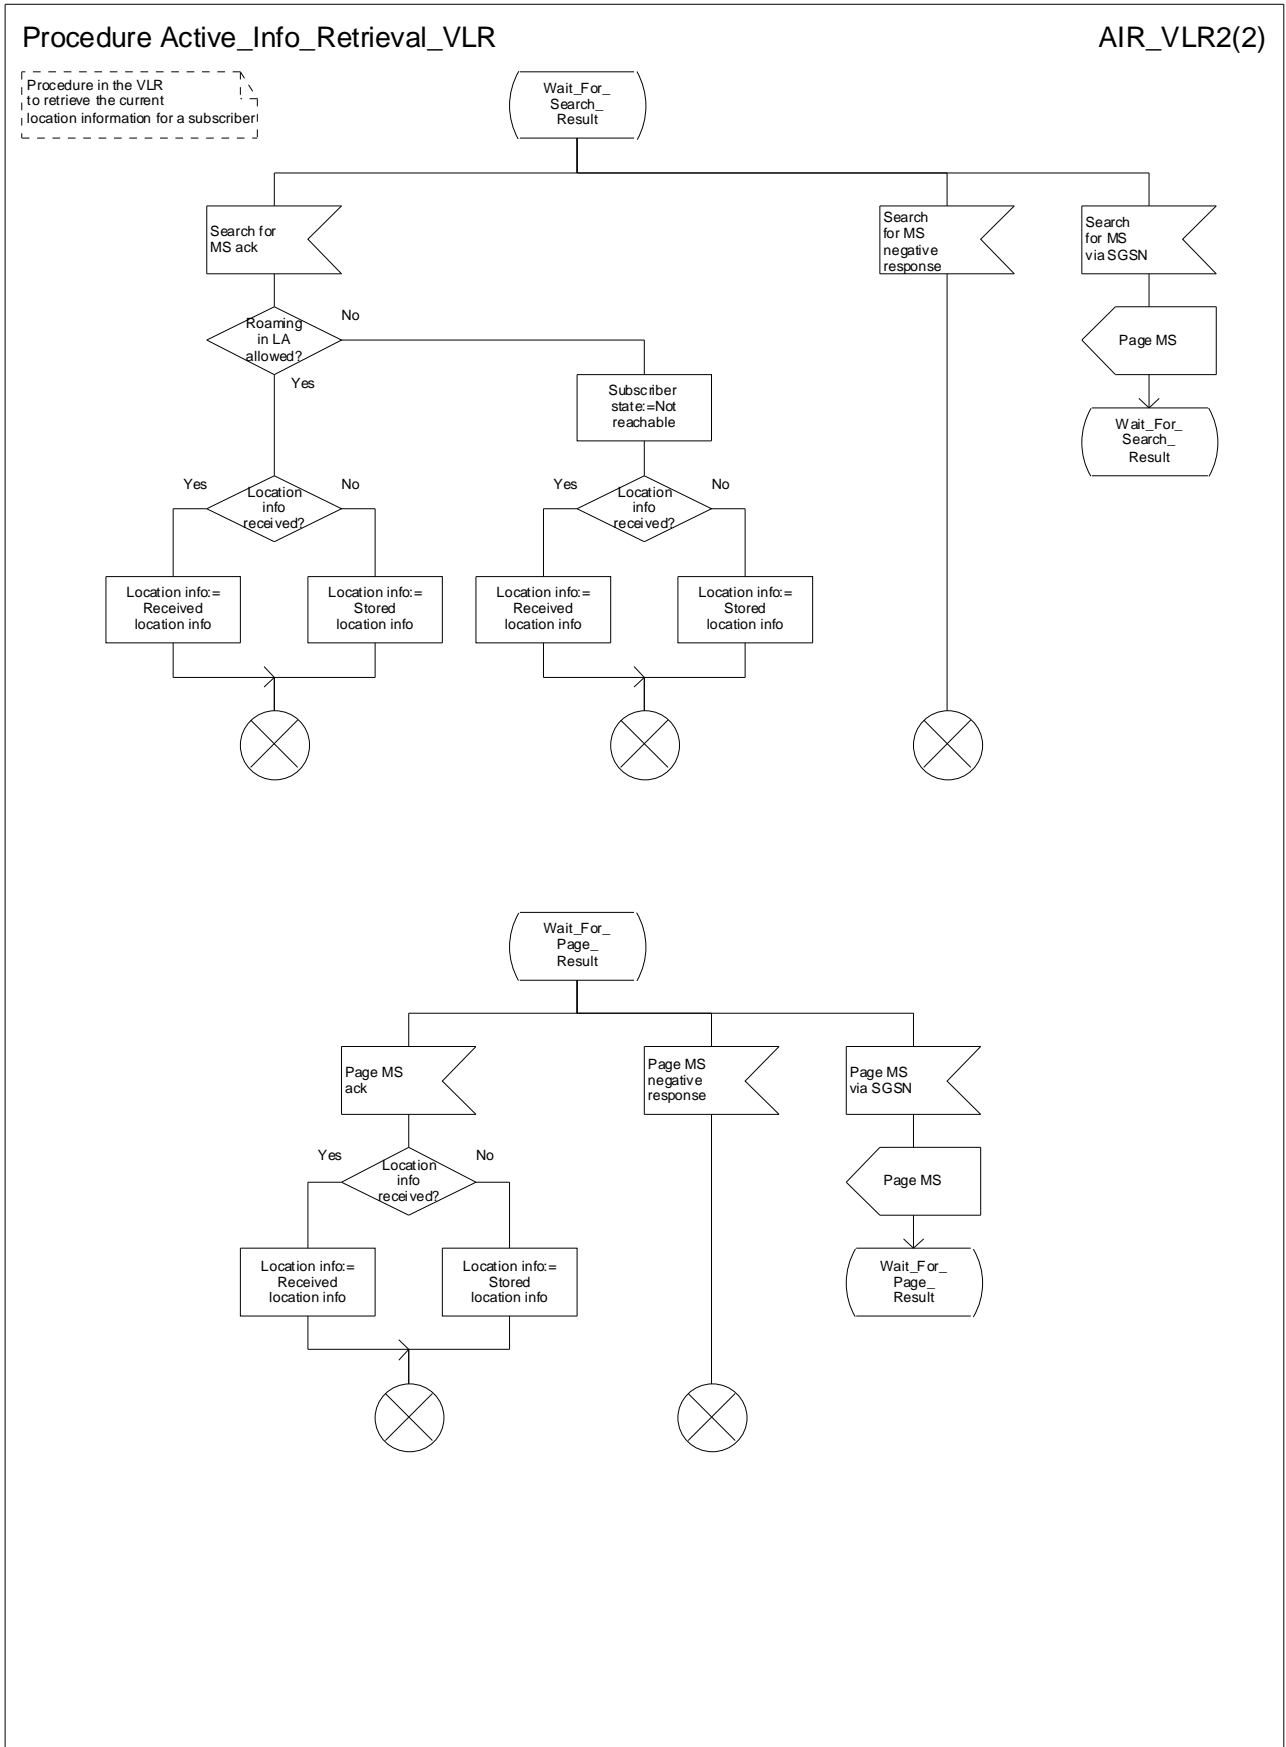 Procedure Active_Info_Retrieval_VLR
AIR_VLR2(2)
Procedure in the VLR
to retrieve the current
location information for a subscriber
Wait_For_
Search_
Result
Search for
MS ack
Search
for MS
negative
response
Search
for MS
via SGSN
Roaming
in LA
allowed?
No
Yes
Page MS
Subscriber
state:=Not
reachable
Wait_For_
Search_
Result
Yes
Location
info
received?
No
Yes
Location
info
received?
No
Location info:=
Received
location info
Location info:=
Stored
location info
Location info:=
Received
location info
Location info:=
Stored
location info
Wait_For_
Page_
Result
Page MS
ack
Page MS
negative
response
Page MS
via SGSN
Yes
Location
info
received?
No
Page MS
Location info:=
Received
location info
Location info:=
Stored
location info
Wait_For_
Page_
Result